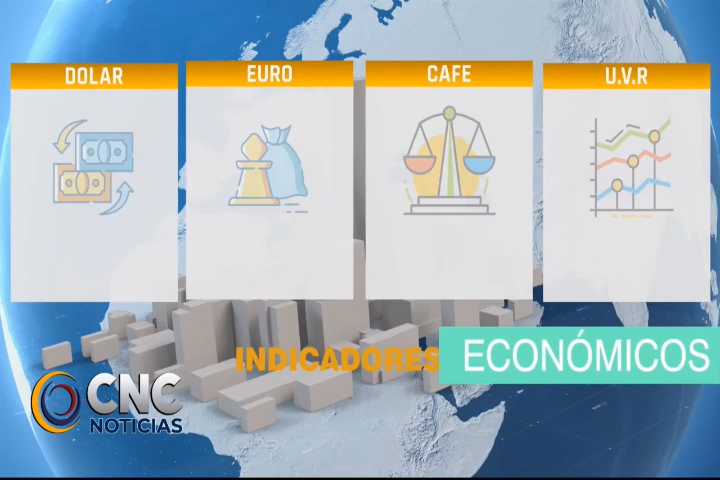 DOLAR
EURO
CAFE
U.V.R
INDICADORES
ECONÓMICOS
CNC
NOTICIAS